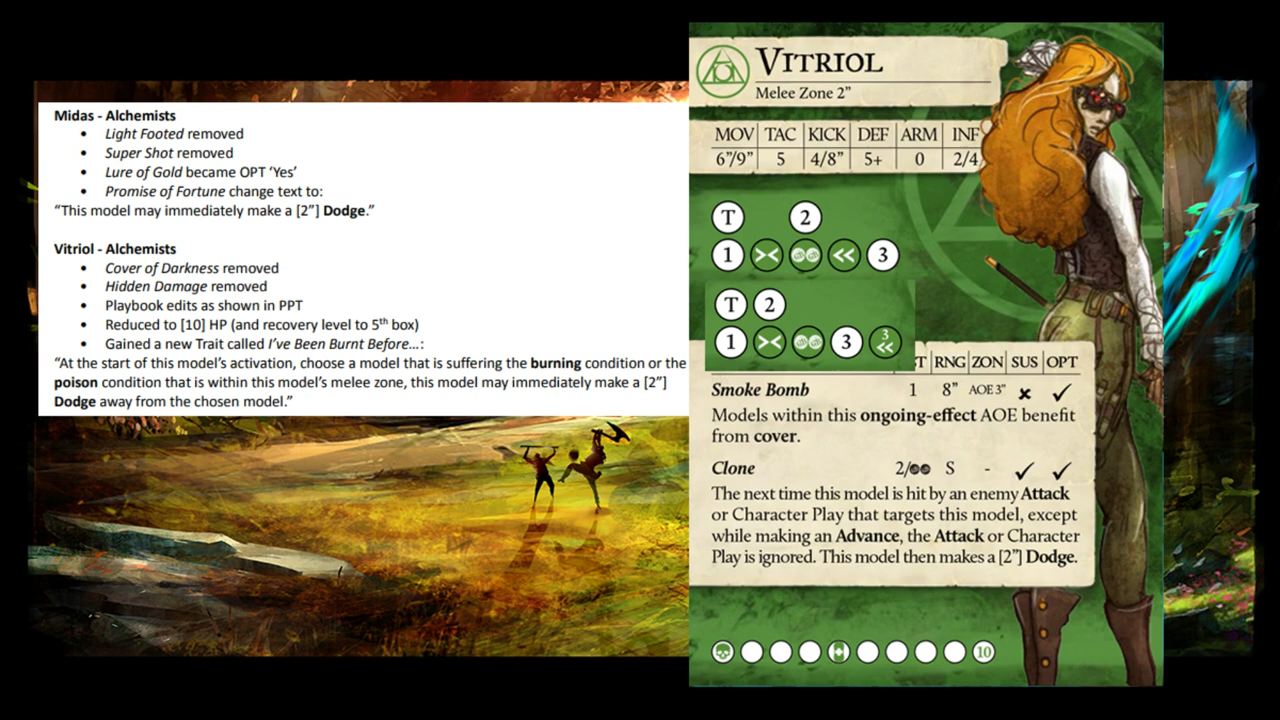 Midas - Alchemists
• Light Footed removed
• Super Shot removed
• Lure of Gold became OPT ‘Yes’
• Promise of Fortune change text to:
“This model may immediately make a [2”] Dodge.”
Vitriol - Alchemists
• Cover of Darkness removed
• Hidden Damage removed
• Playbook edits as shown in PPT
• Reduced to [10] HP (and recovery level to 5th box)
• Gained a new Trait called I’ve Been Burnt Before…:
“At the start of this model’s activation, choose a model that is suffering the burning condition or the
poison condition that is within this model’s melee zone, this model may immediately make a [2”]
Dodge away from the chosen model.”
Vitriol
Melee Zone 2”
MOV TAC KICK DEF ARM INF
6”/9” 5 4/8” 5+ 0 2/4
T 2
1 >< << 3
T 2
1 >< 3 3 <<
ST RNG ZON SUS OPT
Smoke Bomb 1 8” AOE 3” ✘ ✓
Models within this ongoing-effect AOE benefit
from cover.
Clone 2/ S - ✓ ✓
The next time this model is hit by an enemy Attack
or Character Play that targets this model, except
while making an Advance, the Attack or Character
Play is ignored. This model then makes a [2”] Dodge.
10